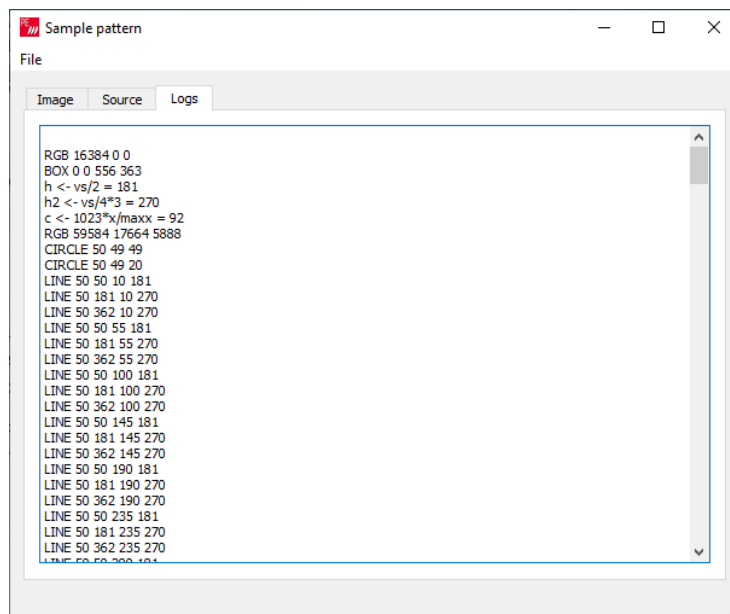 PE
Sample pattern
File
Image Source Logs
RGB 16384 0 0
BOX 0 0 556 363
h <- vs/2 = 181
h2 <- vs/4*3 = 270
c <- 1023*x/maxx = 92
RGB 59584 17664 5888
CIRCLE 50 49 49
CIRCLE 50 49 20
LINE 50 50 10 181
LINE 50 181 10 270
LINE 50 362 10 270
LINE 50 50 55 181
LINE 50 181 55 270
LINE 50 362 55 270
LINE 50 50 100 181
LINE 50 181 100 270
LINE 50 362 100 270
LINE 50 50 145 181
LINE 50 181 145 270
LINE 50 362 145 270
LINE 50 50 190 181
LINE 50 181 190 270
LINE 50 362 190 270
LINE 50 50 235 181
LINE 50 181 235 270
LINE 50 362 235 270
LINE 50 50 280 181